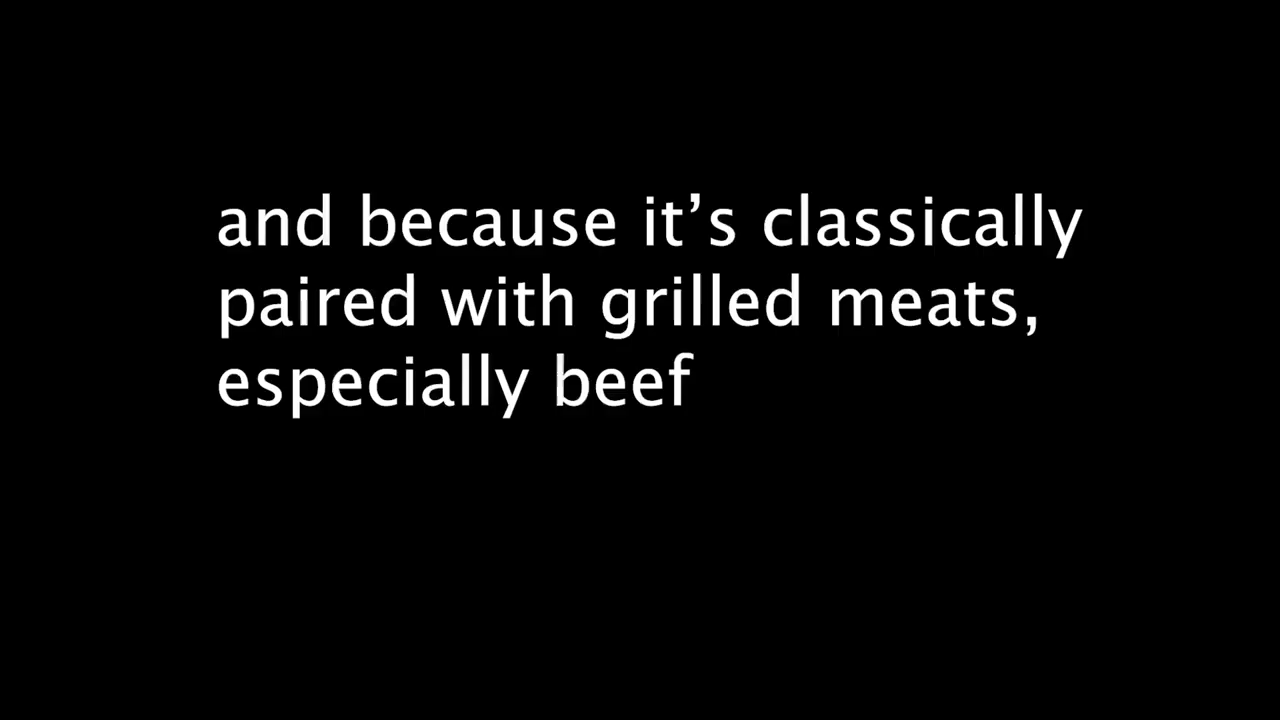 and because it’s classically
paired with grilled meats,
especially beef